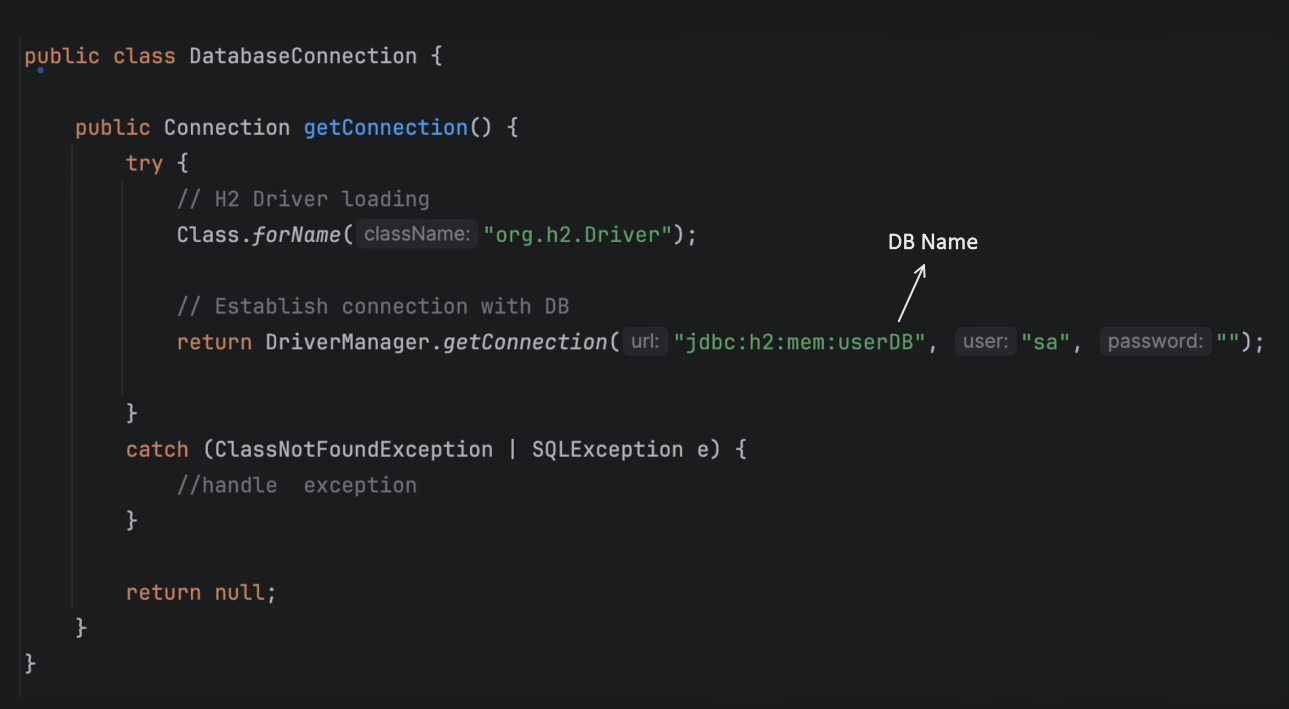 public class DatabaseConnection {
public Connection getConnection() {
try {
// H2 Driver loading
Class.forName( className: "org.h2.Driver");
DB Name
// Establish connection with DB
return DriverManager.getConnection( url: "jdbc:h2:mem:userDB", user: "sa", password: "");
}
catch (ClassNotFoundException | SQLException e) {
//handle  exception
}
return null;
}
}